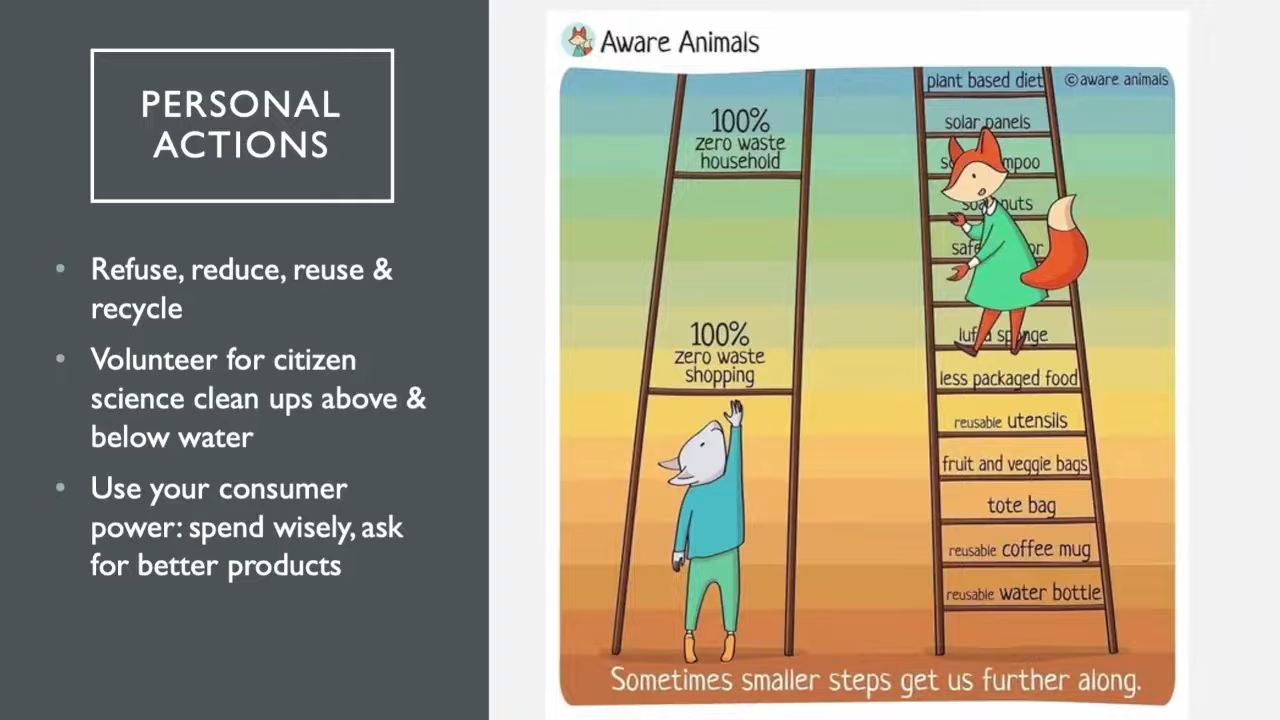 PERSONAL
ACTIONS
Refuse, reduce, reuse &
recycle
Volunteer for citizen
science clean ups above &
below water
Use your consumer
power: spend wisely, ask
for better products
Aware Animals
100%
zero waste
household
100%
zero waste
shopping
plant based diet
©aware animals
solar panels
less packaged food
reusable utensils
fruit and veggie bags
tote bag
reusable coffee mug
reusable water bottle
Sometimes smaller steps get us further along.